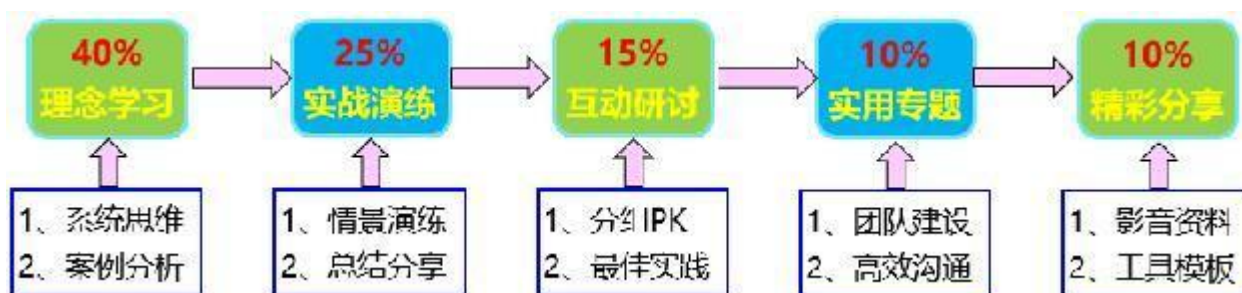 40%
理念学习
25%
实战演练
15%
互动研讨
10%
实用专题
10%
精彩分享
1、系统思维
2、案例分析
1、情景演练
2、总结分享
1、分组PK
2、最佳实践
1、团队建设
2、高效沟通
1、影音资料
2、工具模板